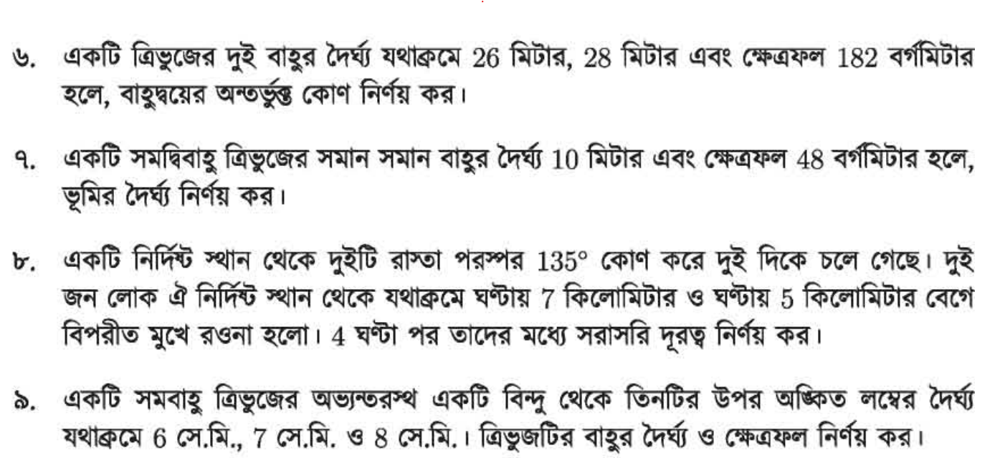 ৬. একটি ত্রিভুজের দুই বাহুর দৈর্ঘ্য যথাক্রমে 26 মিটার, 28 মিটার এবং ক্ষেত্রফল 182 বর্গমিটার
হলে, বাহুদ্বয়ের অন্তর্ভুক্ত কোণ নির্ণয় কর।
৭. একটি সমদ্বিবাহু ত্রিভুজের সমান সমান বাহুর দৈর্ঘ্য 10 মিটার এবং ক্ষেত্রফল 48 বর্গমিটার হলে,
ভূমির দৈর্ঘ্য নির্ণয় কর।
৮. একটি নির্দিষ্ট স্থান থেকে দুইটি রাস্তা পরস্পর 135° কোণ করে দুই দিকে চলে গেছে। দুই
জন লোক ঐ নির্দিষ্ট স্থান থেকে যথাক্রমে ঘণ্টায় 7 কিলোমিটার ও ঘণ্টায় 5 কিলোমিটার বেগে
বিপরীত মুখে রওনা হলো। 4 ঘণ্টা পর তাদের মধ্যে সরাসরি দূরত্ব নির্ণয় কর।
৯. একটি সমবাহু ত্রিভুজের অভ্যন্তরস্থ একটি বিন্দু থেকে তিনটির উপর অঙ্কিত লম্বের দৈর্ঘ্য
যথাক্রমে 6 সে.মি., 7 সে.মি. ও 8 সে.মি.। ত্রিভুজটির বাহুর দৈর্ঘ্য ও ক্ষেত্রফল নির্ণয় কর।